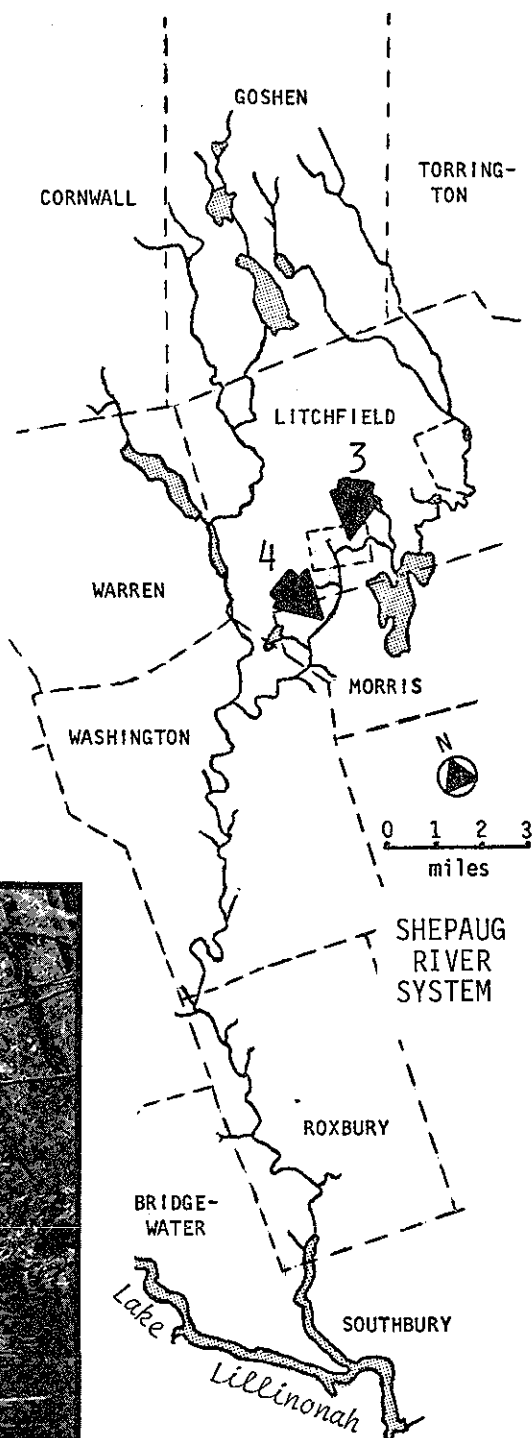 GOSHEN
CORNWALL
TORRING-
TON
LITCHFIELD
3
4
WARREN
MORRIS
WASHINGTON
N
0 1 2 3
miles
SHEPAUG
RIVER
SYSTEM
ROXBURY
BRIDGE-
WATER
SOUTHBURY
Lake
Lillinonah